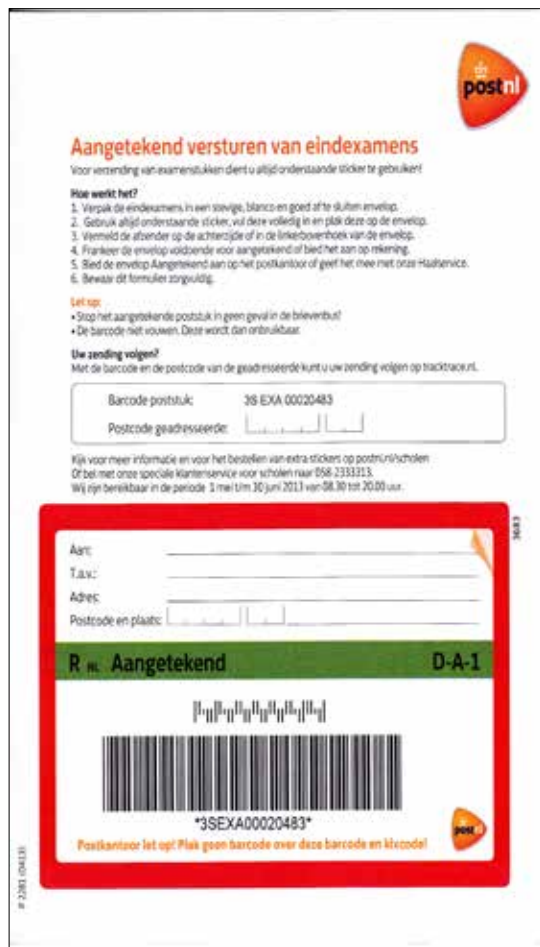 postnl
Aangetekend versturen van eindexamens
Voor verzending van examenstukken dient u altijd onderstaande sticker te gebruiken!
Hoe werkt het?
1. Verpak de eindexamens in een stevige, blanco en goed af te sluiten envelop.
2. Gebruik altijd onderstaande sticker, vul deze volledig in en plak deze op de envelop.
3. Vermeld de afzender op de achterzijde of in de linkerbovenhoek van de envelop.
4. Frankeer de envelop voldoende voor aangetekend of bied het aan op rekening.
5. Bied de envelop Aangetekend aan op het postkantoor of geef het mee met onze Haalservice.
6. Bewaar dit formulier zorgvuldig.
Let op:
• Stop het aangetekende poststuk in geen geval in de brievenbus!
• De barcode niet vouwen. Deze wordt dan onbruikbaar.
Uw zending volgen?
Met de barcode en de postcode van de geadresseerde kunt u uw zending volgen op tracktrace.nl.
Barcode poststuk: 3S EXA 00020483
Postcode geadresseerde:
Kijk voor meer informatie en voor het bestellen van extra stickers op postnl.nl/scholen
Of bel met onze speciale klantenservice voor scholen naar 058-2333313.
Wij zijn bereikbaar in de periode 1 mei t/m 30 juni 2013 van 08.30 tot 20.00 uur.
3683
Aan:
T.a.v.:
Adres:
Postcode en plaats:
R NL Aangetekend D-A-1
*3SEXA00020483*
Postkantoor let op! Plak geen barcode over deze barcode en kixcode!
postnl
# 2281 (0413)